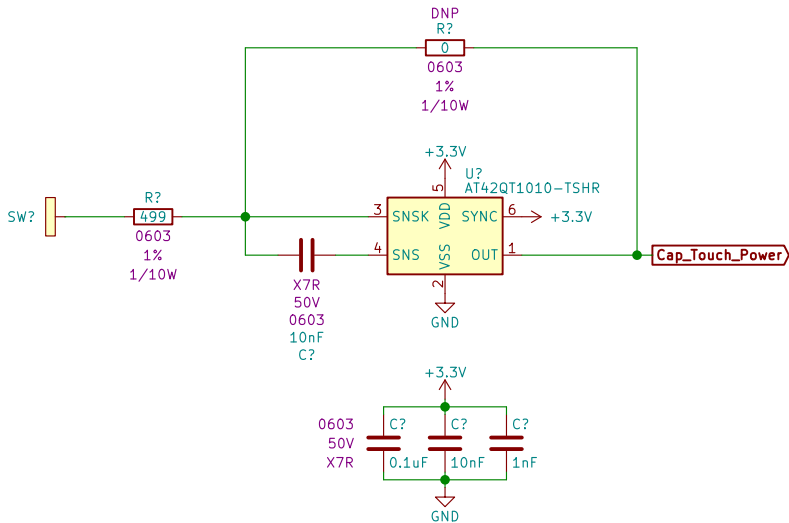 DNP
R?
0
0603
1%
1/10W
+3.3V
U?
AT42QT1010-TSHR
5
VDD
SW?
R?
499
0603
1%
1/10W
3
SNSK
SYNC
6
+3.3V
4
SNS
VSS
OUT
1
Cap_Touch_Power
2
GND
X7R
50V
0603
10nF
C?
+3.3V
0603
50V
X7R
C?
0.1uF
C?
10nF
C?
1nF
GND